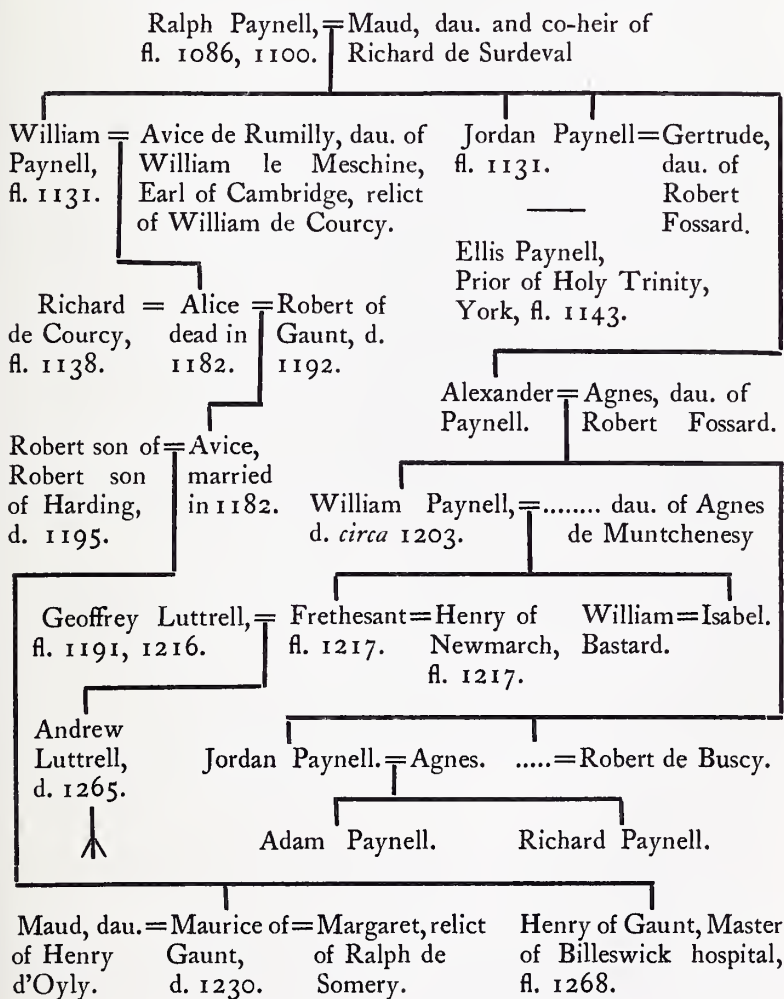 Ralph Paynell, = Maud, dau. and co-heir of
fl. 1086, 1100. Richard de Surdeval
William = Avice de Rumilly, dau. of
Paynell, William le Meschine,
fl. 1131. Earl of Cambridge, relict
of William de Courcy.
Jordan Paynell = Gertrude,
fl. 1131. dau. of
Robert
Fossard.
Ellis Paynell,
Prior of Holy Trinity,
York, fl. 1143.
Richard = Alice = Robert of
de Courcy, dead in Gaunt, d.
fl. 1138. 1182. 1192.
Alexander = Agnes, dau. of
Paynell. Robert Fossard.
Robert son of = Avice,
Robert son married
of Harding, in 1182.
d. 1195.
William Paynell, = ........ dau. of Agnes
d. circa 1203. de Muntchenesy
Geoffrey Luttrell, = Frethesant = Henry of
fl. 1191, 1216. fl. 1217. Newmarch,
fl. 1217.
William = Isabel.
Bastard.
Andrew
Luttrell,
d. 1265.
Jordan Paynell. = Agnes. ..... = Robert de Buscy.
Adam Paynell. Richard Paynell.
Maud, dau. = Maurice of = Margaret, relict
of Henry Gaunt, of Ralph de
d'Oyly. d. 1230. Somery.
Henry of Gaunt, Master
of Billeswick hospital,
fl. 1268.